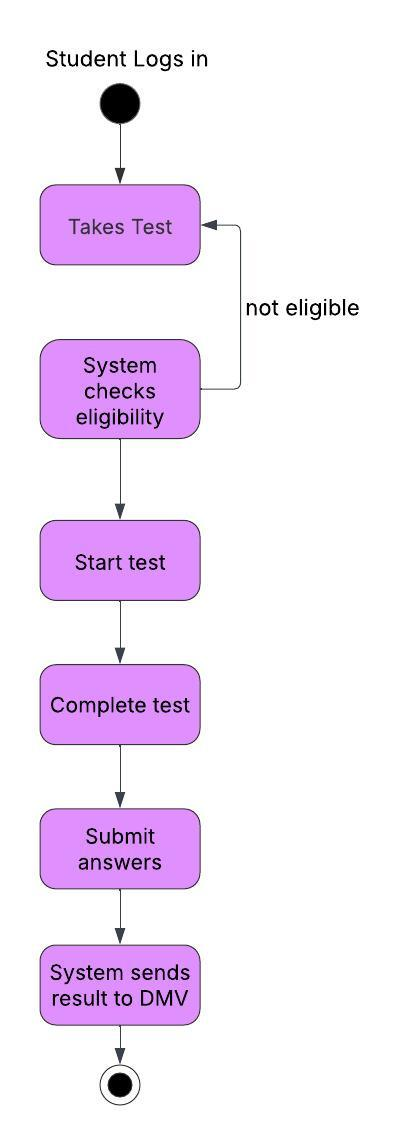 Student Logs in
Takes Test
not eligible
System
checks
eligibility
Start test
Complete test
Submit
answers
System sends
result to DMV